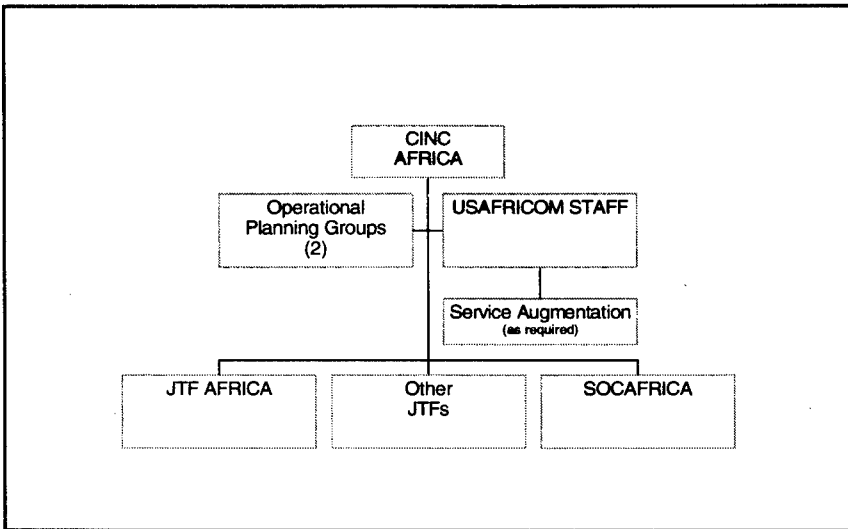 CINC
AFRICA
Operational
Planning Groups
(2)
USAFRICOM STAFF
Service Augmentation
(as required)
JTF AFRICA
Other
JTFs
SOCAFRICA